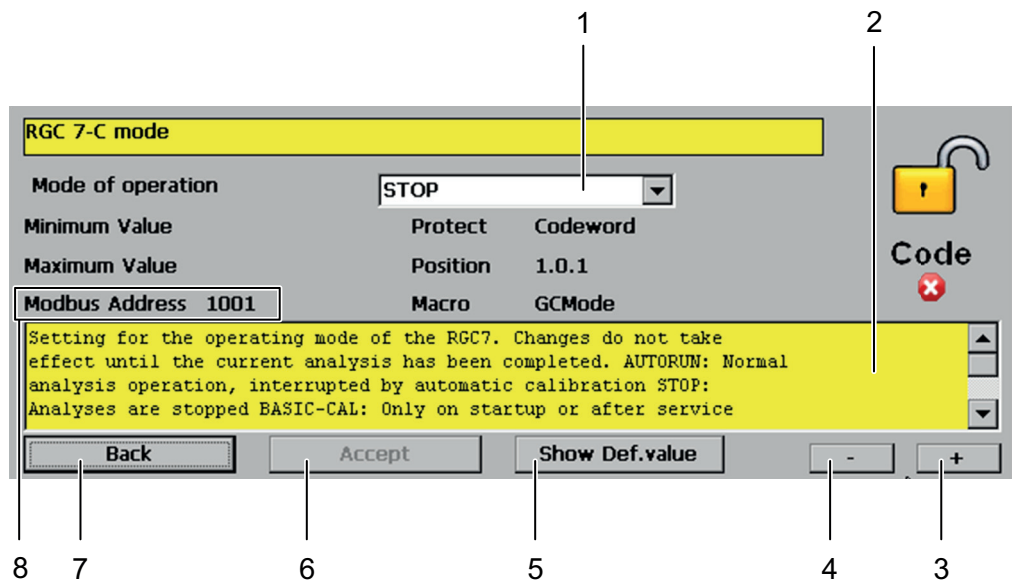 1 2
RGC 7-C mode
Mode of operation STOP
Minimum Value Protect Codeword
Maximum Value Position 1.0.1
Code
Modbus Address 1001 Macro GCMode
Setting for the operating mode of the RGC7. Changes do not take
effect until the current analysis has been completed. AUTORUN: Normal
analysis operation, interrupted by automatic calibration STOP:
Analyses are stopped BASIC-CAL: Only on startup or after service
Back Accept Show Def.value - +
8 7 6 5 4 3